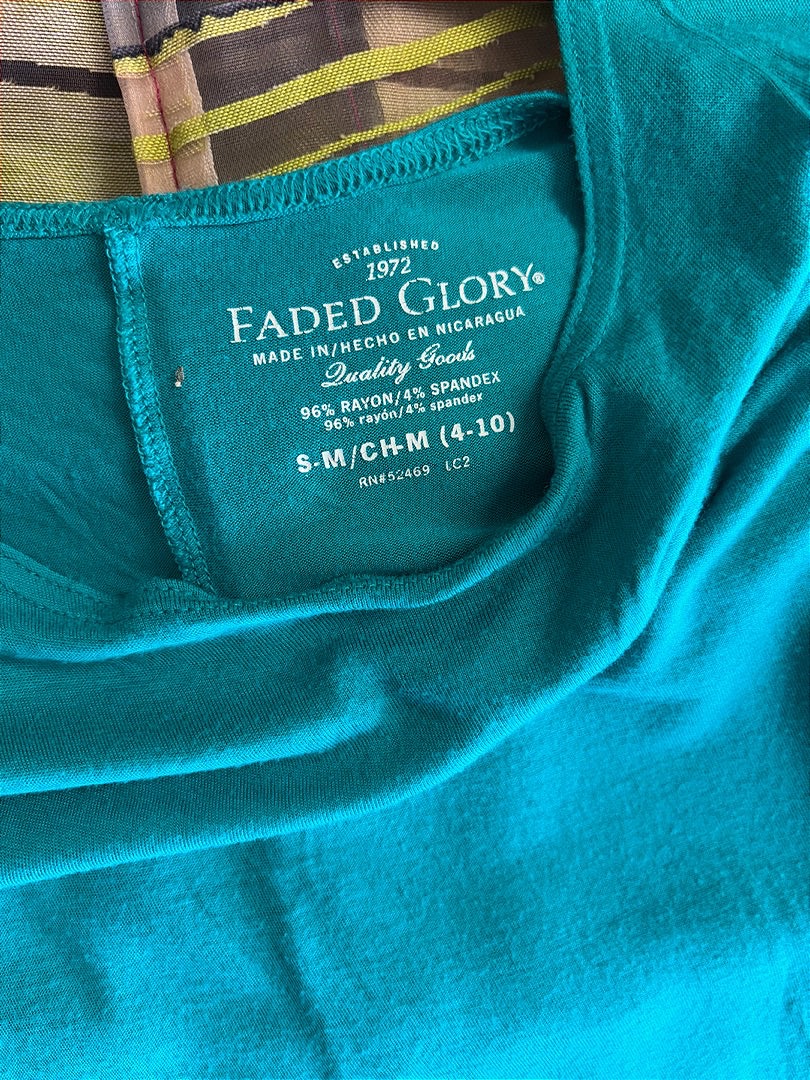 ESTABLISHED
1972
FADED GLORY®
MADE IN/HECHO EN NICARAGUA
Quality Goods
96% RAYON/4% SPANDEX
96% rayón/4% spandex
S-M/CH-M (4-10)
RN#52469 LC2